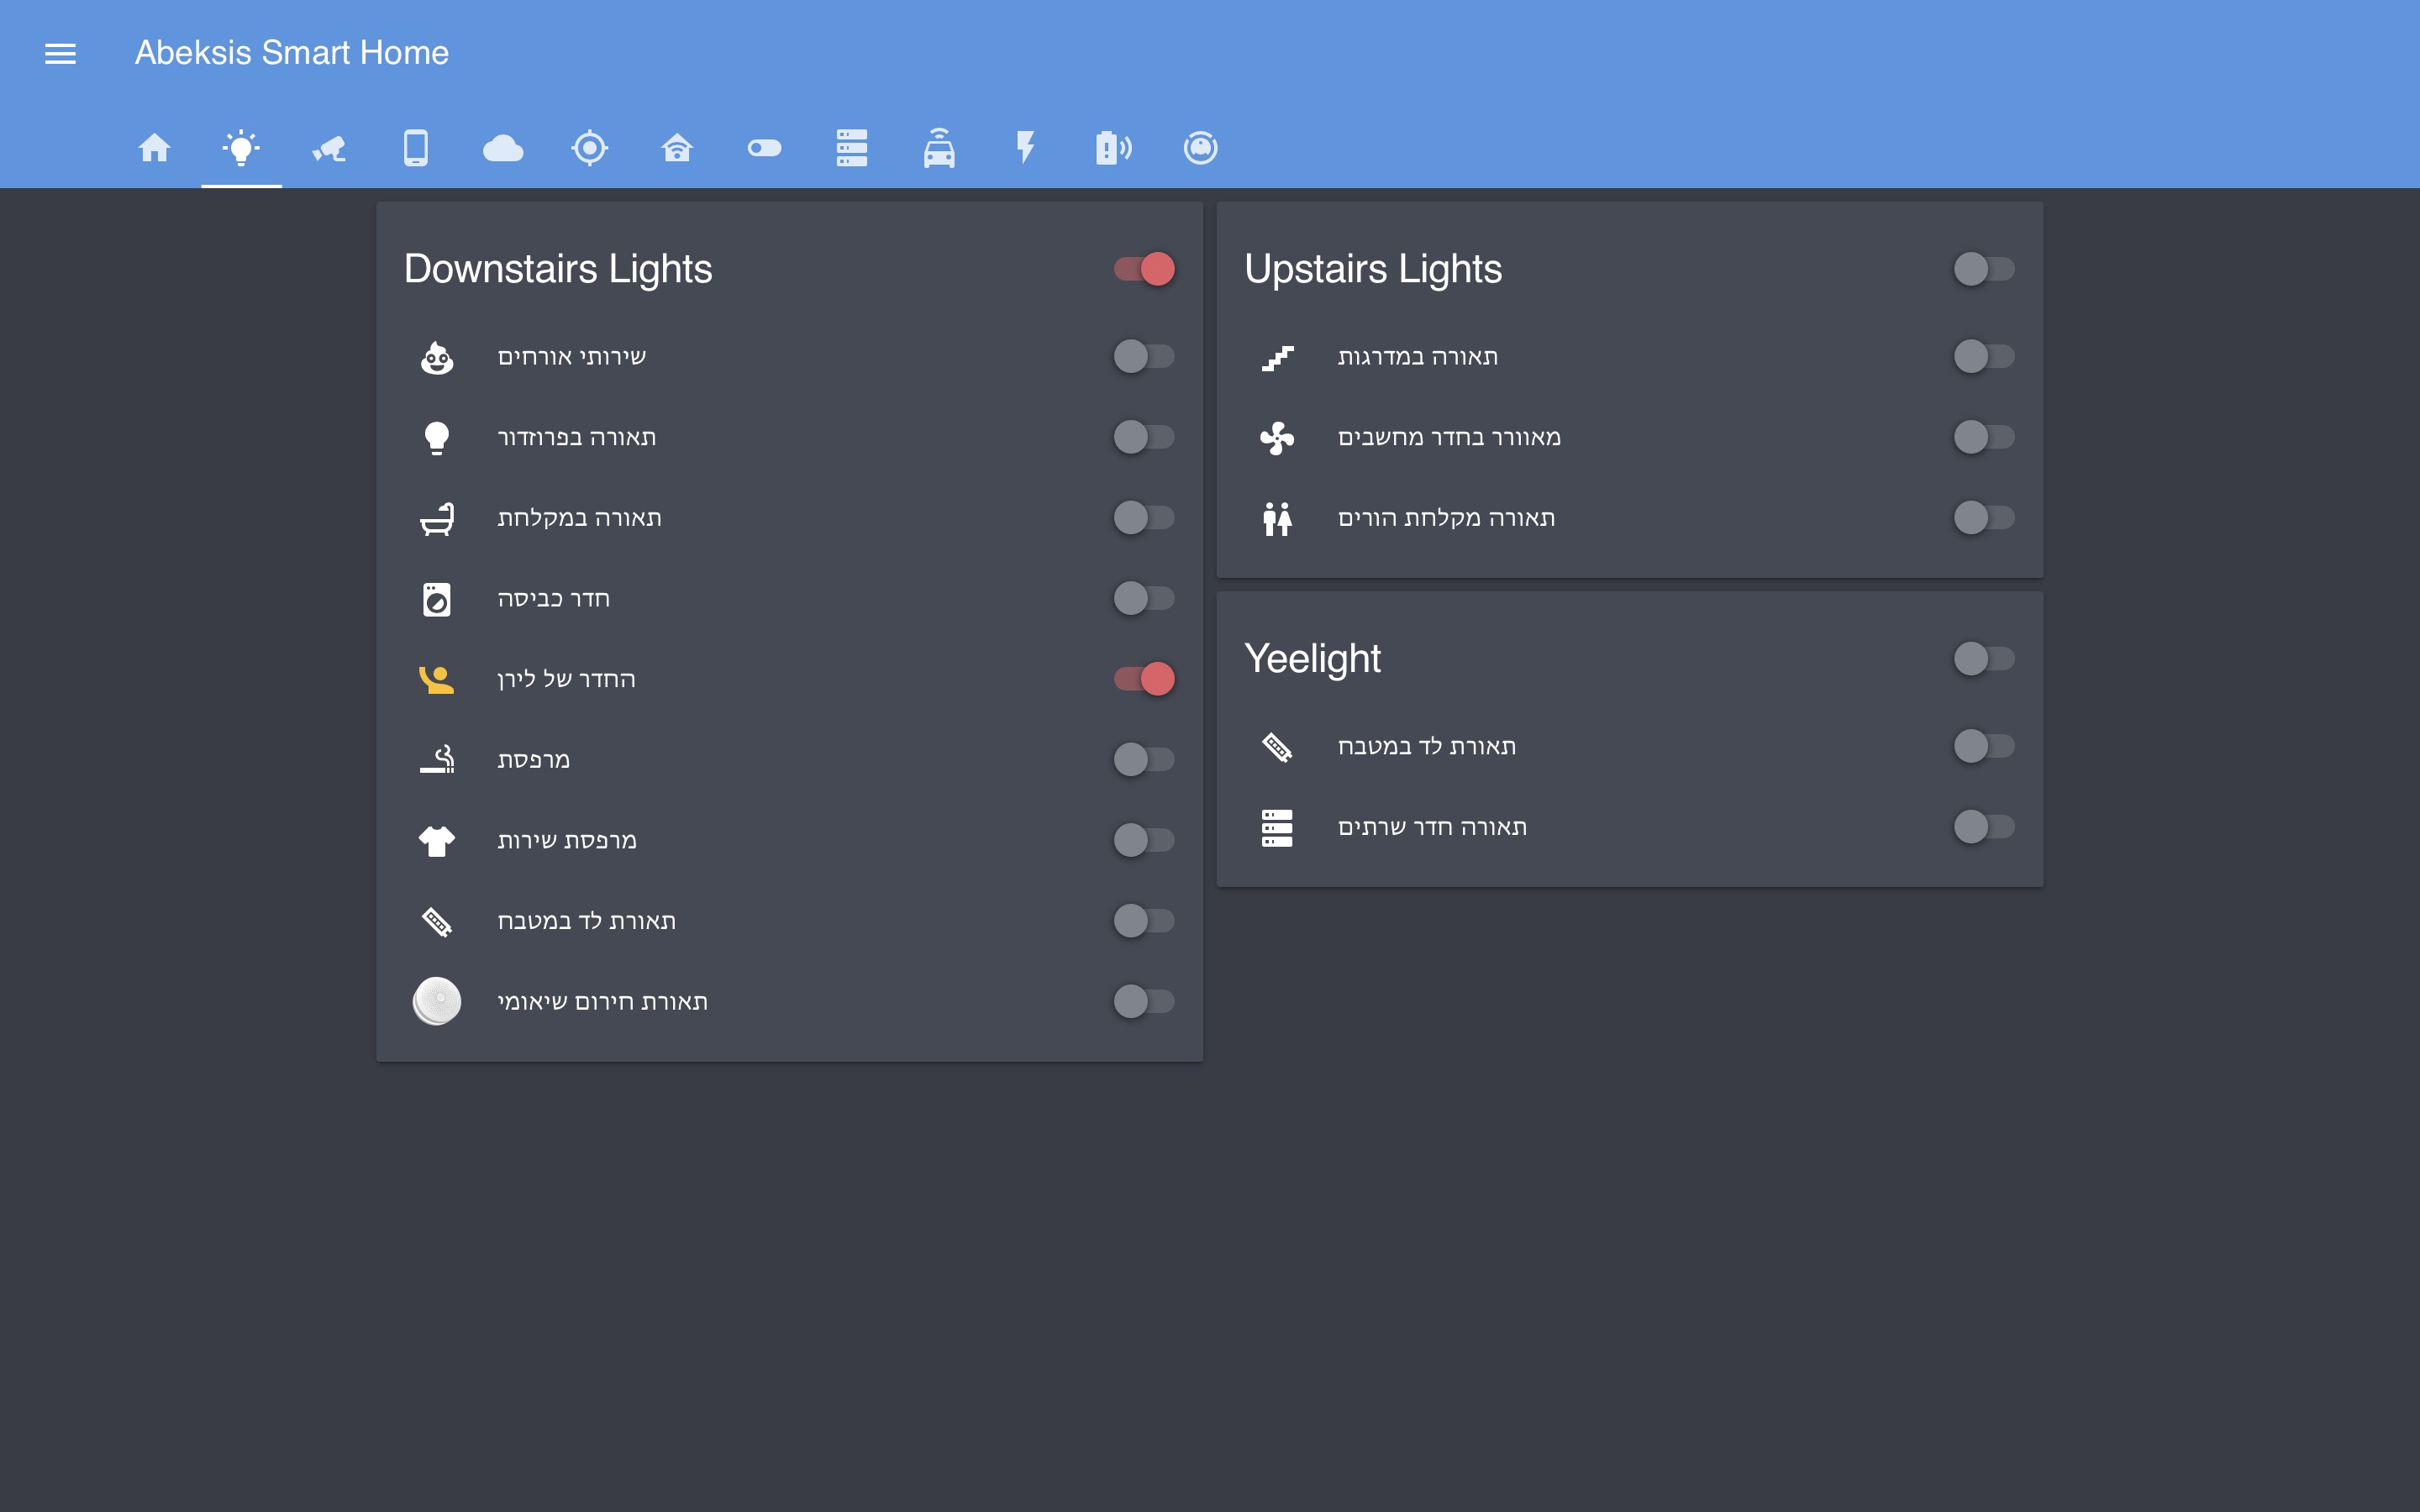 Abeksis Smart Home
Downstairs Lights
שירותי אורחים
תאורה בפרוזדור
תאורה במקלחת
חדר כביסה
החדר של לירן
מרפסת
מרפסת שירות
תאורת לד במטבח
תאורת חירום שיאומי
Upstairs Lights
תאורה במדרגות
מאוורר בחדר מחשבים
תאורה מקלחת הורים
Yeelight
תאורת לד במטבח
תאורה חדר שרתים